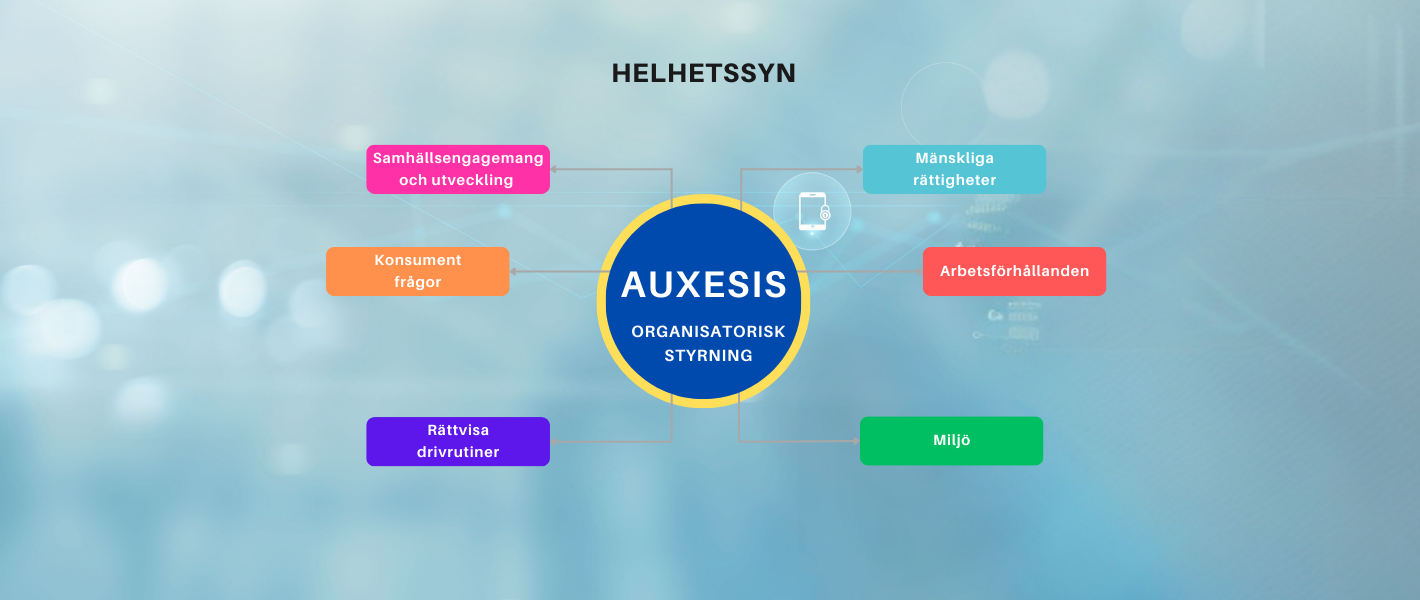 HELHETSSYN
Samhällsengagemang
och utveckling
Mänskliga
rättigheter
Konsument
frågor
Arbetsförhållanden
AUXESIS
ORGANISATORISK
STYRNING
Rättvisa
drivrutiner
Miljö